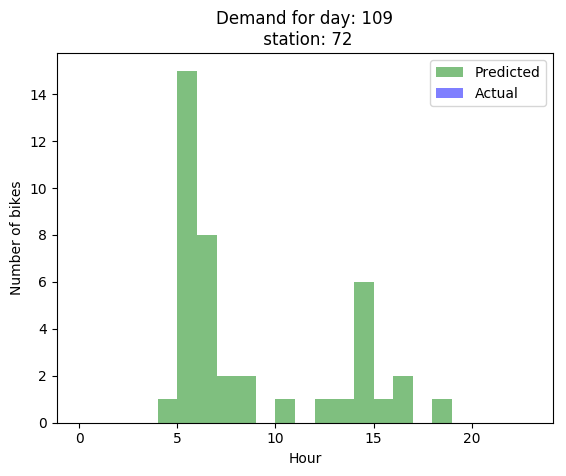 Demand for day: 109
station: 72
Predicted
Actual
14
12
10
8
6
4
2
0
Number of bikes
0 5 10 15 20
Hour